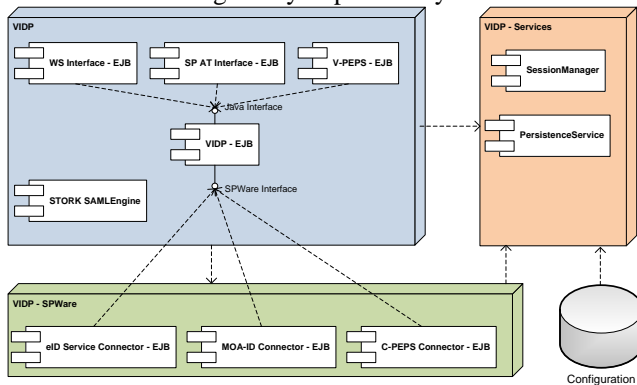 VIDP
WS Interface - EJB
SP AT Interface - EJB
V-PEPS - EJB
Java Interface
VIDP - EJB
STORK SAMLEngine
SPWare Interface
VIDP - Services
SessionManager
PersistenceService
VIDP - SPWare
eID Service Connector - EJB
MOA-ID Connector - EJB
C-PEPS Connector - EJB
Configuration